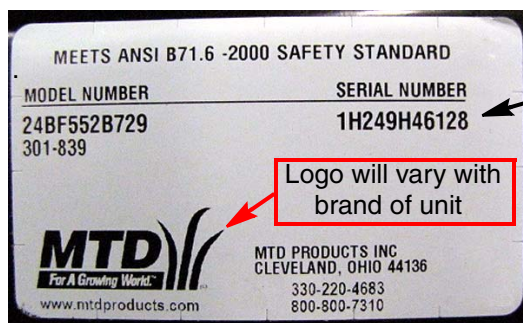 MEETS ANSI B71.6 -2000 SAFETY STANDARD
MODEL NUMBER
SERIAL NUMBER
24BF552B729
1H249H46128
301-839
Logo will vary with
brand of unit
MTD
For A Growing World.™
www.mtdproducts.com
MTD PRODUCTS INC
CLEVELAND, OHIO 44136
330-220-4683
800-800-7310